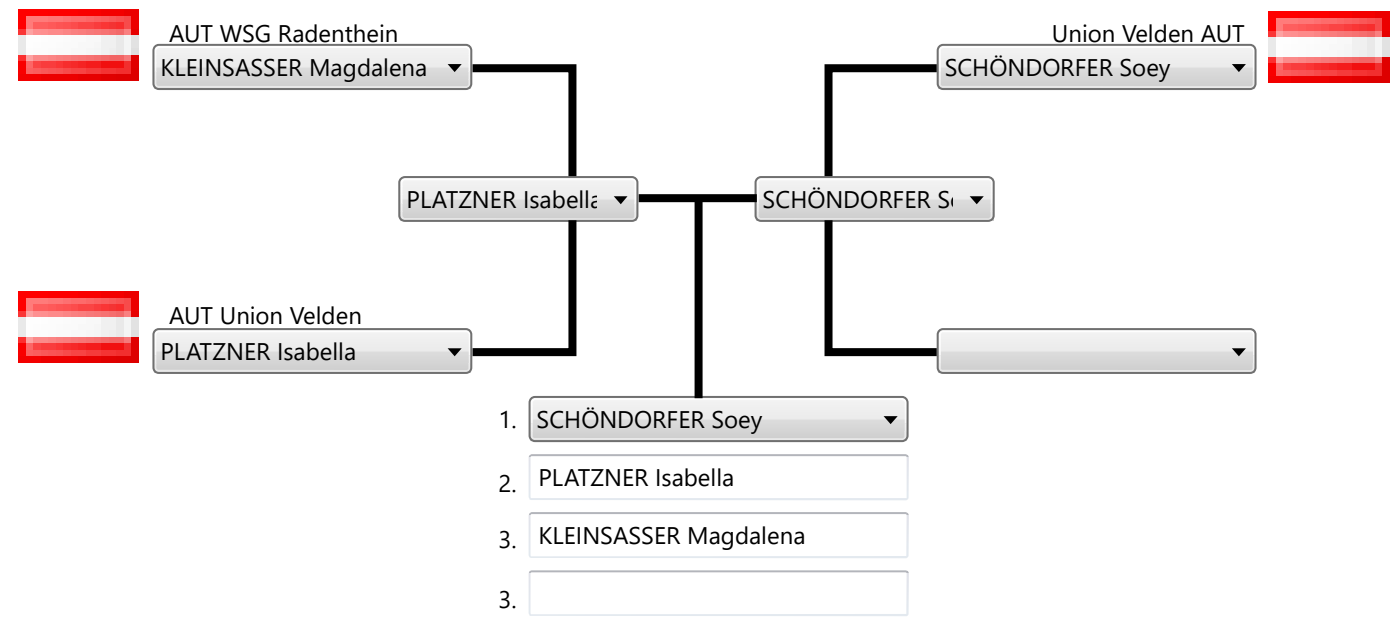 AUT WSG Radenthein
KLEINSASSER Magdalena
Union Velden AUT
SCHÖNDORFER Soey
PLATZNER Isabella
SCHÖNDORFER S
AUT Union Velden
PLATZNER Isabella
1. SCHÖNDORFER Soey
2. PLATZNER Isabella
3. KLEINSASSER Magdalena
3.